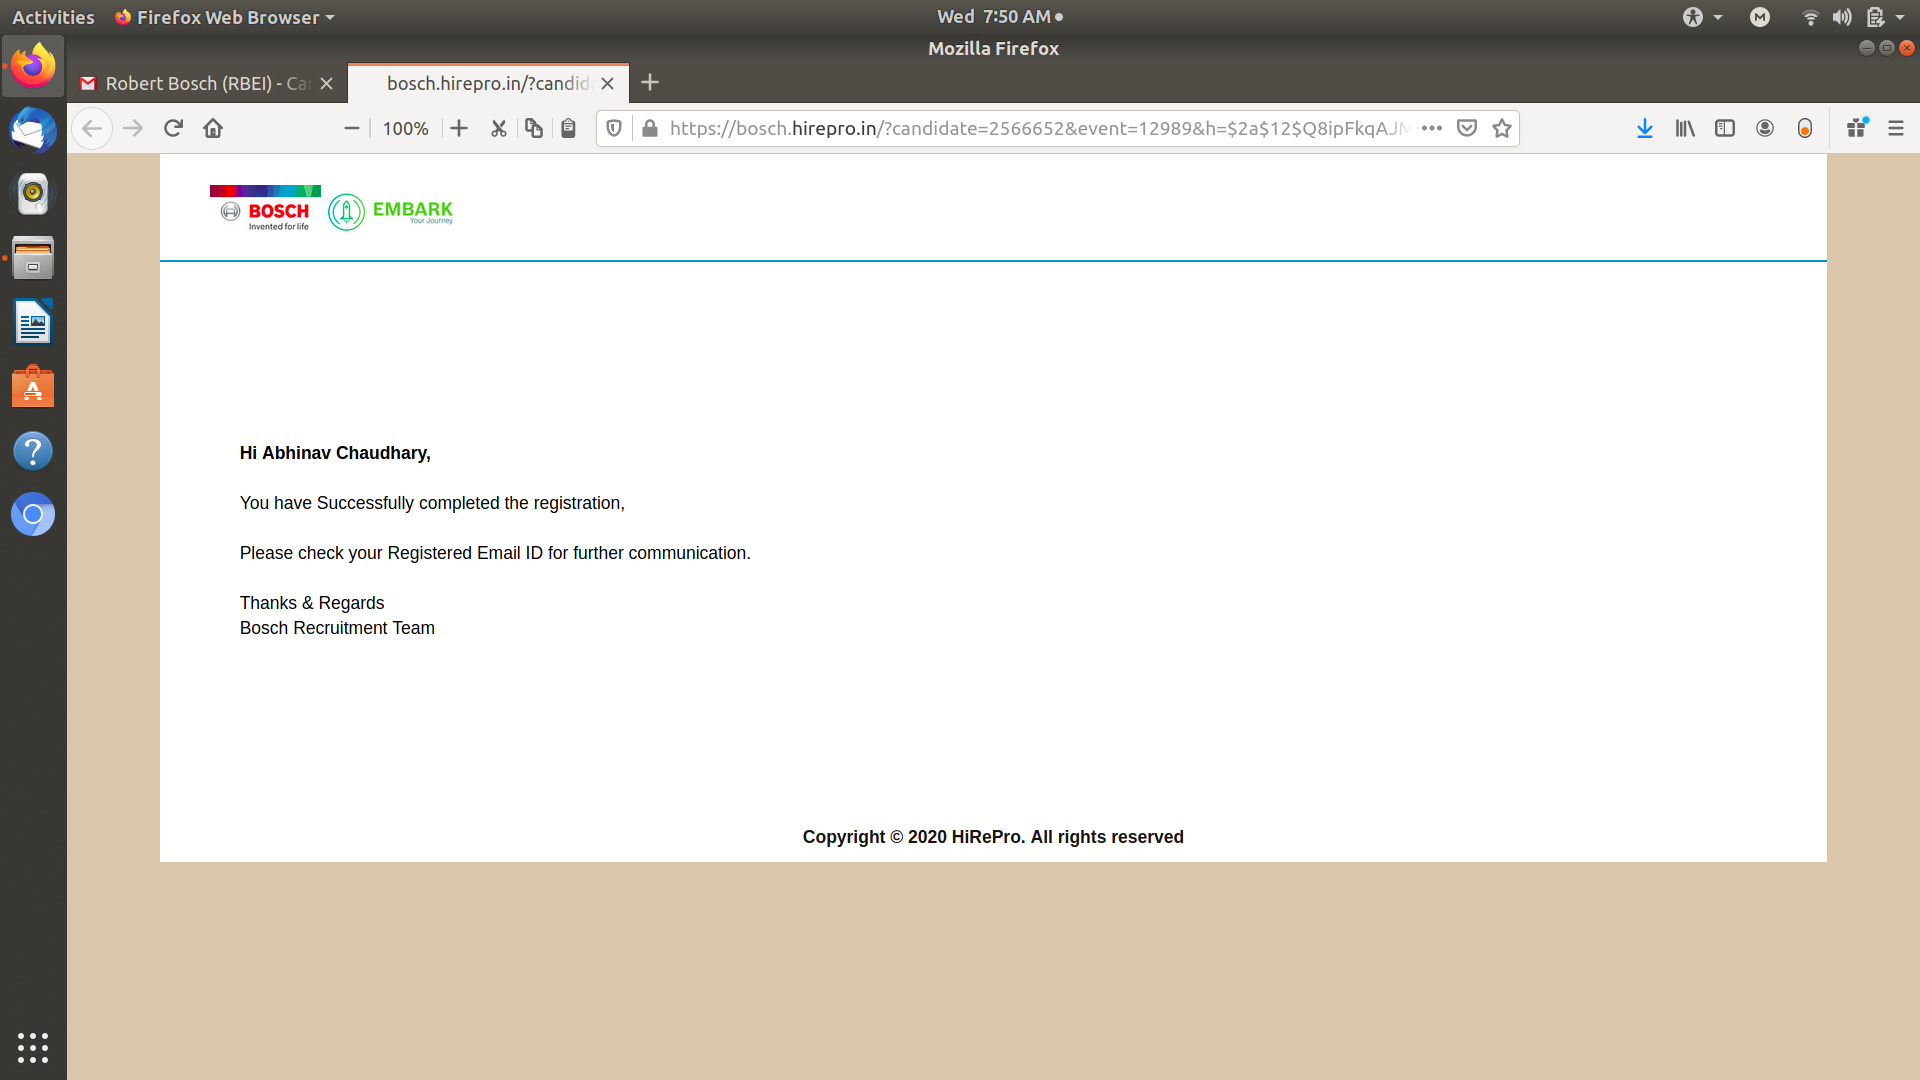 Activities
Firefox Web Browser
Wed 7:50 AM
Mozilla Firefox
Robert Bosch (RBEI) - Ca
bosch.hirepro.in/?candid
100%
https://bosch.hirepro.in/?candidate=2566652&event=12989&h=$2a$12$Q8ipFkqAJM
BOSCH
Invented for life
EMBARK
Your Journey
Hi Abhinav Chaudhary,
You have Successfully completed the registration,
Please check your Registered Email ID for further communication.
Thanks & Regards
Bosch Recruitment Team
Copyright © 2020 HiRePro. All rights reserved